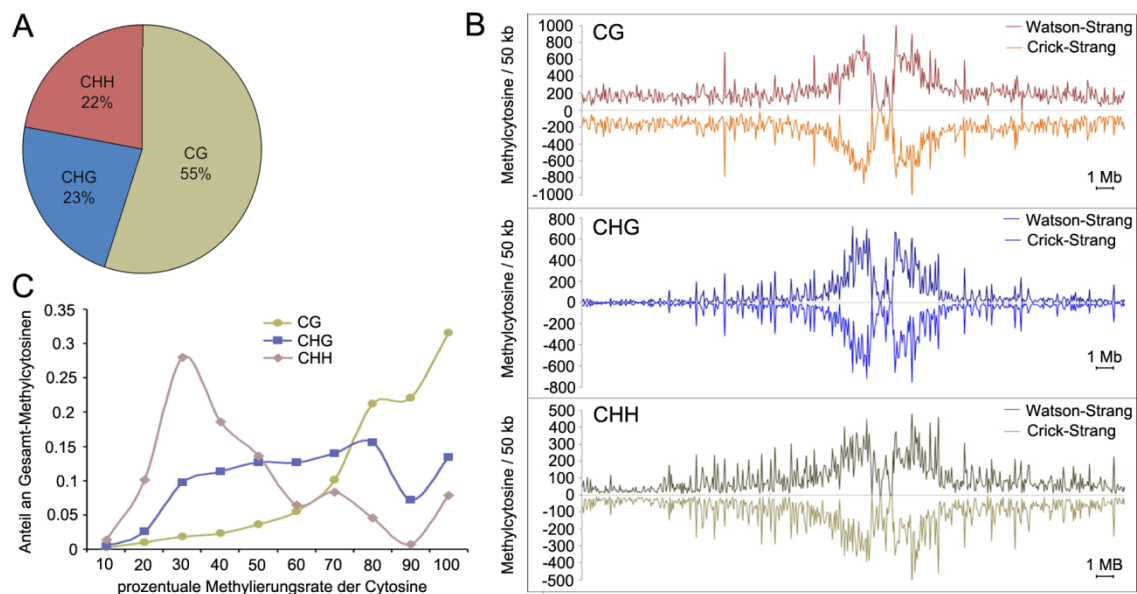 A
CHH
22%
CG
55%
CHG
23%
B
Methylcytosine / 50 kb
CG
Watson-Strang
Crick-Strang
1000
800
600
400
200
0
-200
-400
-600
-800
-1000
1 Mb
Methylcytosine / 50 kb
CHG
Watson-Strang
Crick-Strang
800
600
400
200
0
-200
-400
-600
-800
1 Mb
Methylcytosine / 50 kb
CHH
Watson-Strang
Crick-Strang
500
400
300
200
100
0
-100
-200
-300
-400
-500
1 MB
C
Anteil an Gesamt-Methylcytosinen
0.35
0.3
0.25
0.2
0.15
0.1
0.05
0
CG
CHG
CHH
10 20 30 40 50 60 70 80 90 100
prozentuale Methylierungsrate der Cytosine